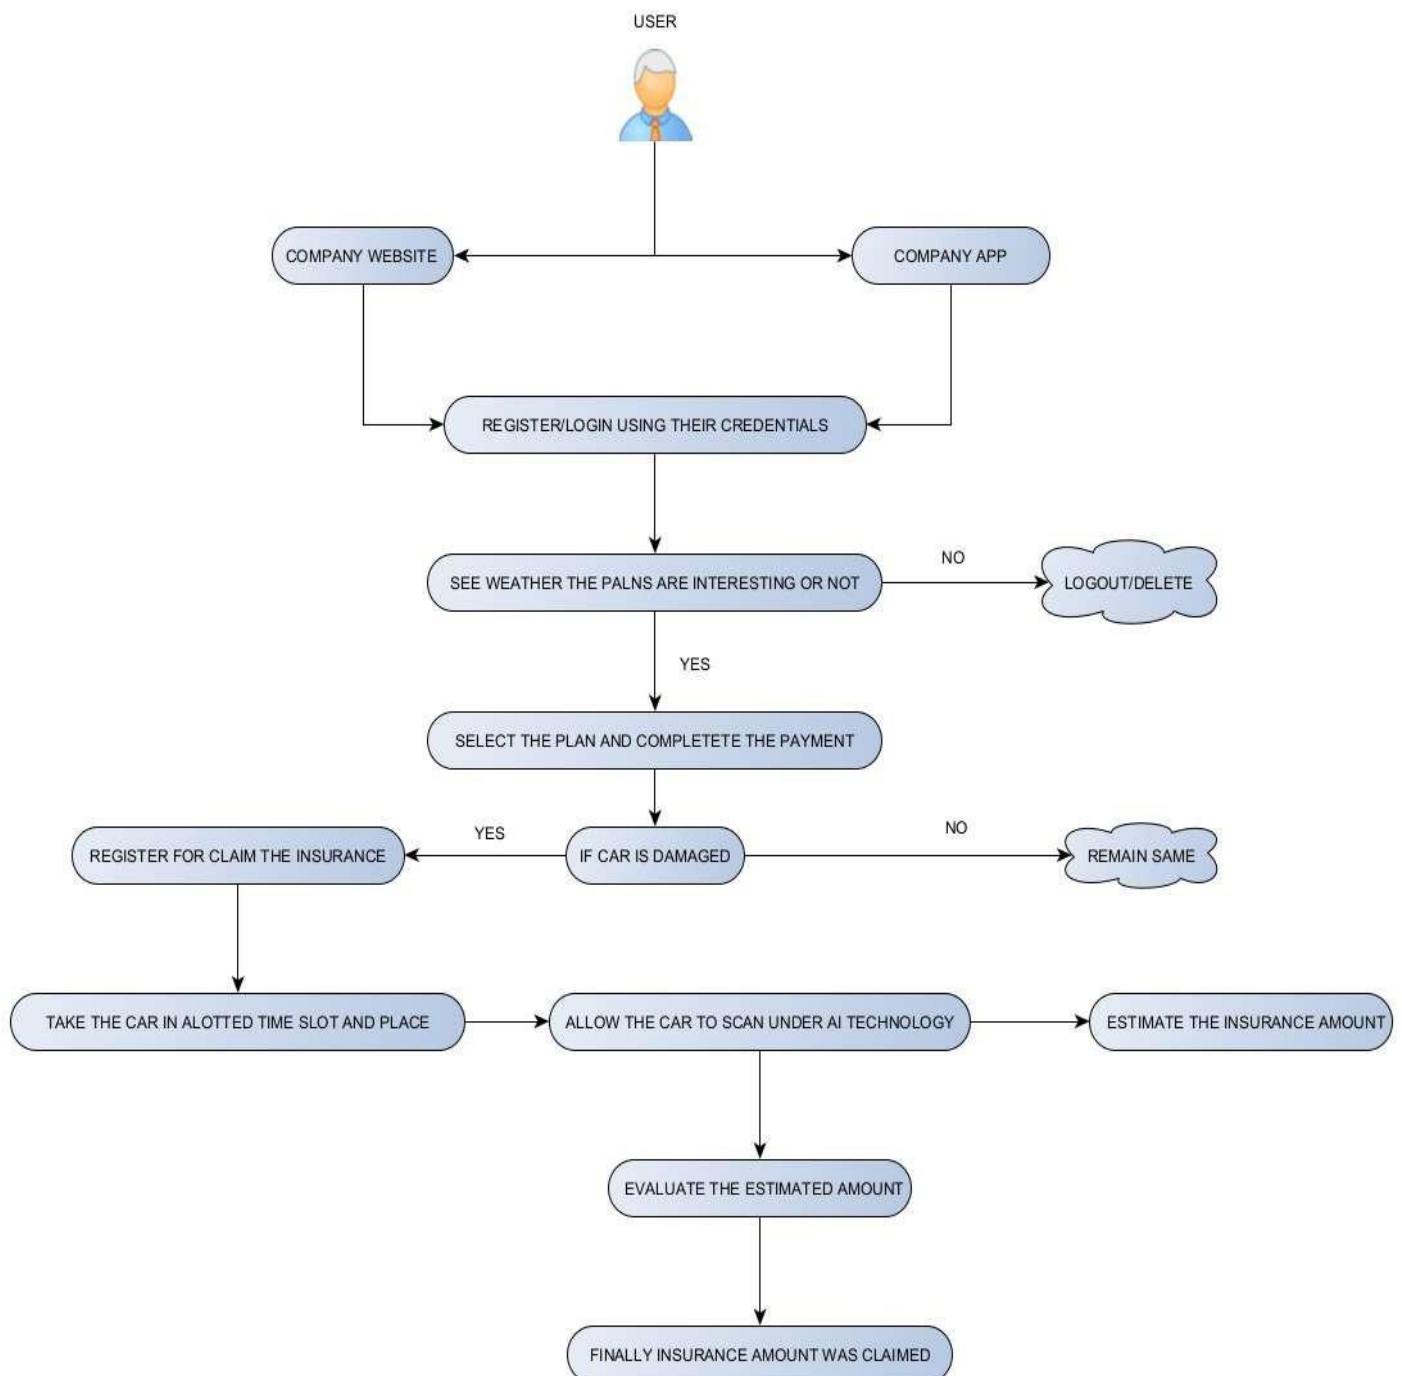 USER
COMPANY WEBSITE
COMPANY APP
REGISTER/LOGIN USING THEIR CREDENTIALS
SEE WEATHER THE PALNS ARE INTERESTING OR NOT
NO
LOGOUT/DELETE
YES
SELECT THE PLAN AND COMPLETETE THE PAYMENT
REGISTER FOR CLAIM THE INSURANCE
YES
IF CAR IS DAMAGED
NO
REMAIN SAME
TAKE THE CAR IN ALOTTED TIME SLOT AND PLACE
ALLOW THE CAR TO SCAN UNDER AI TECHNOLOGY
ESTIMATE THE INSURANCE AMOUNT
EVALUATE THE ESTIMATED AMOUNT
FINALLY INSURANCE AMOUNT WAS CLAIMED